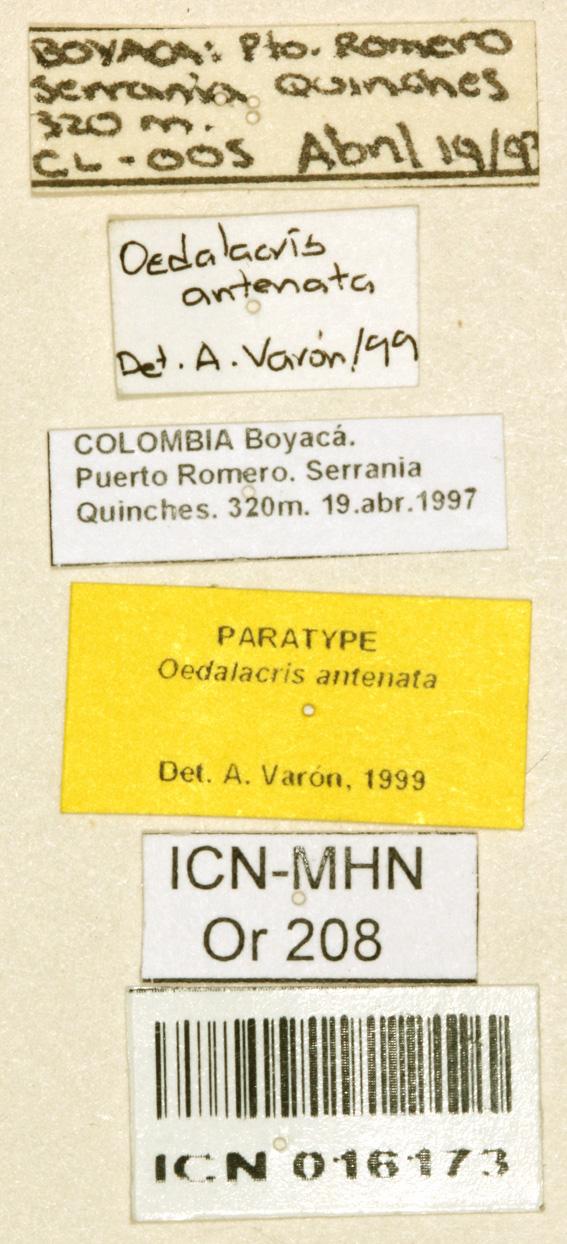 BOYACA: Pto. Romero
Serrania Quinches
320 m.
CL-005 Abril 19/97
Oedalacris
antenata
Det. A. Varón/99
COLOMBIA Boyacá.
Puerto Romero. Serrania
Quinches. 320m. 19.abr.1997
PARATYPE
Oedalacris antenata
Det. A. Varón, 1999
ICN-MHN
Or 208
ICN 016173